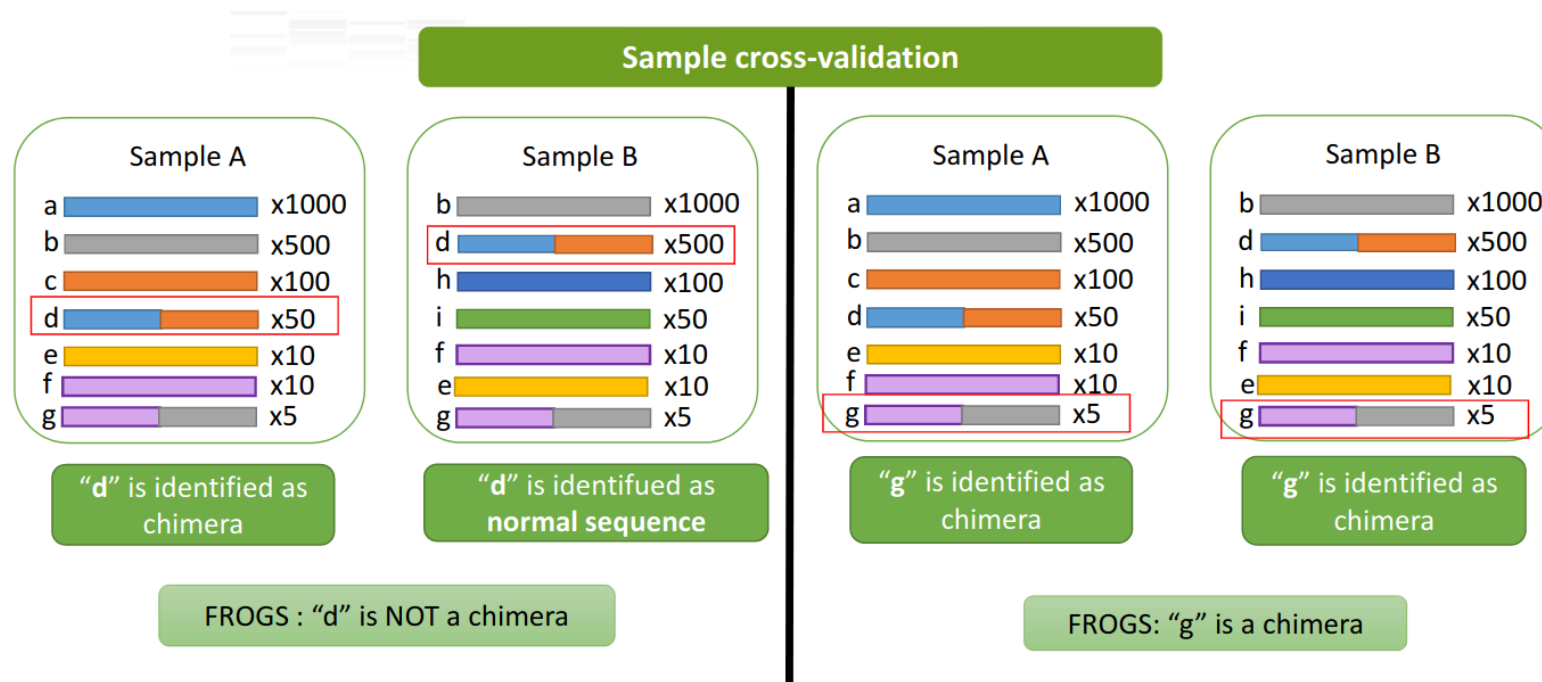 Sample cross-validation
Sample A
a x1000
b x500
c x100
d x50
e x10
f x10
g x5
“d” is identified as
chimera
Sample B
b x1000
d x500
h x100
i x50
f x10
e x10
g x5
“d” is identifued as
normal sequence
FROGS : “d” is NOT a chimera
Sample A
a x1000
b x500
c x100
d x50
e x10
f x10
g x5
“g” is identified as
chimera
Sample B
b x1000
d x500
h x100
i x50
f x10
e x10
g x5
“g” is identified as
chimera
FROGS: “g” is a chimera